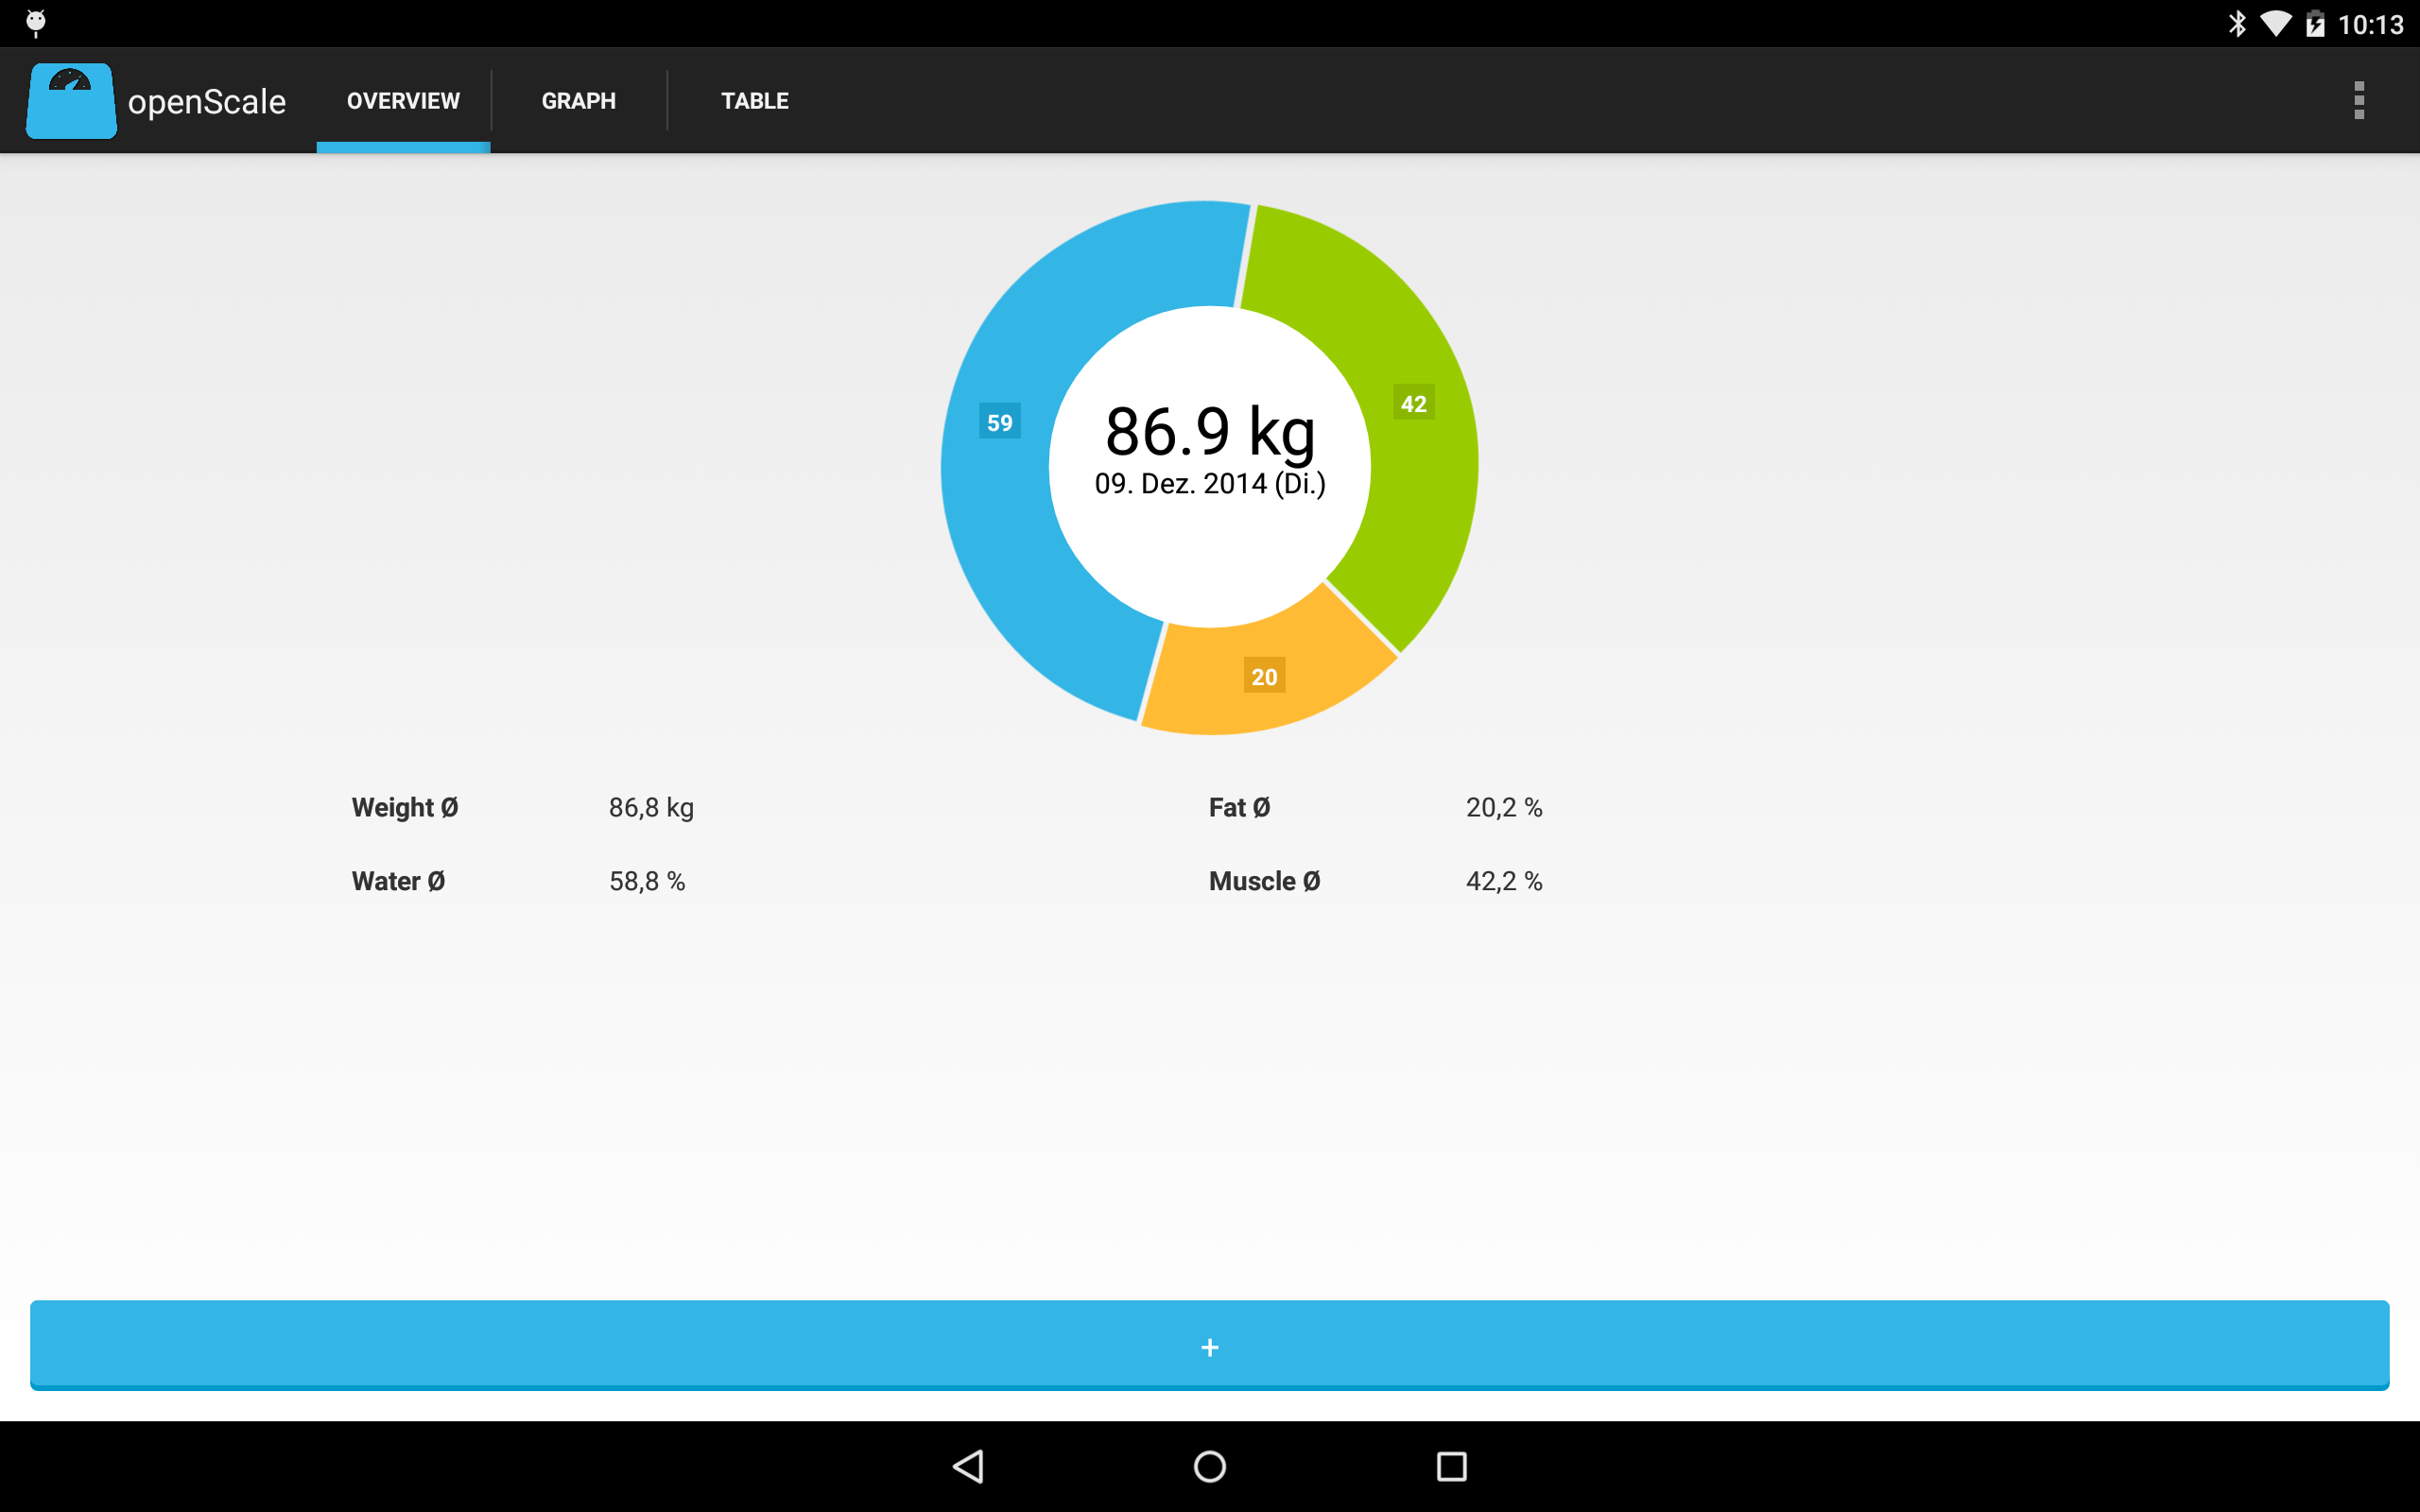 10:13
openScale OVERVIEW GRAPH TABLE
59
42
86.9 kg
09. Dez. 2014 (Di.)
20
Weight Ø 86,8 kg Fat Ø 20,2 %
Water Ø 58,8 % Muscle Ø 42,2 %
+